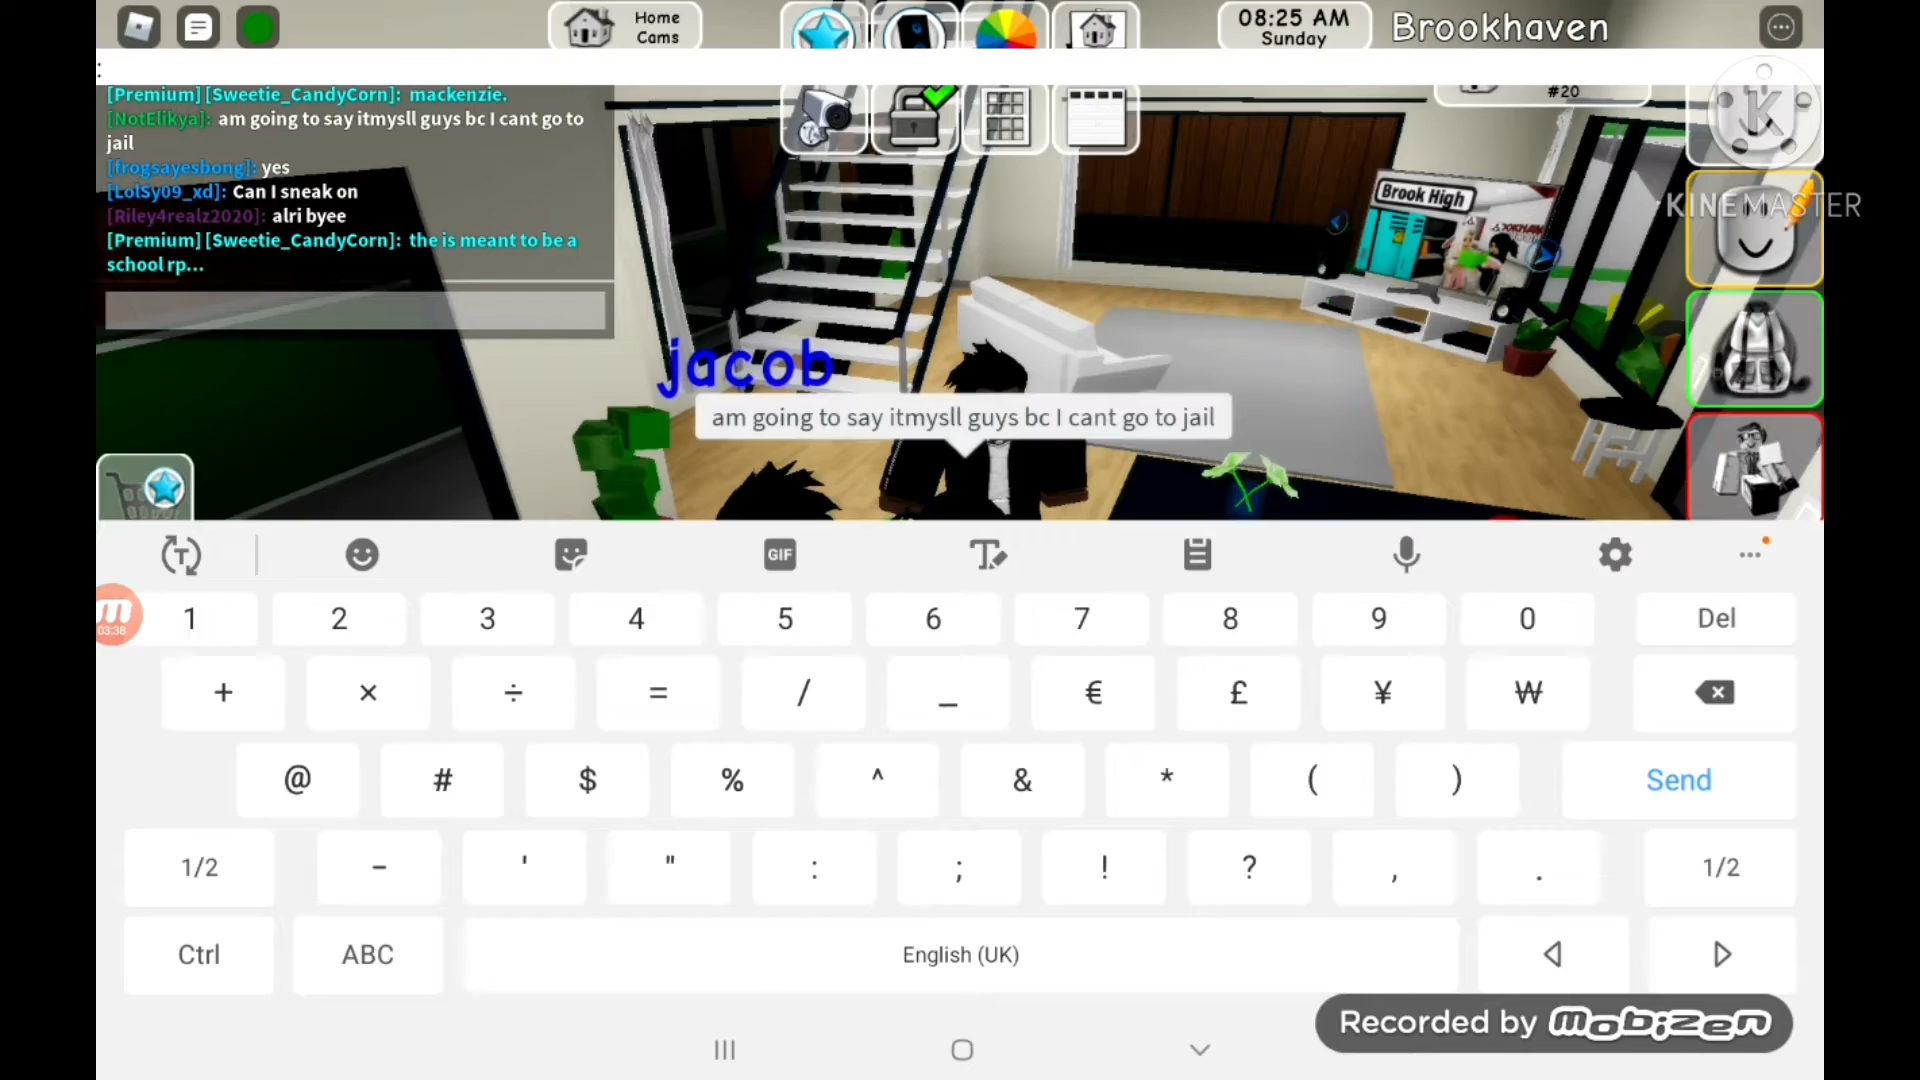 Home
Cams
08:25 AM
Sunday
Brookhaven
:
[Premium] [Sweetie_CandyCorn]: mackenzie.
[NotElikya]: am going to say itmysll guys bc I cant go to
jail
[frogsayesbong]: yes
[LolSy09_xd]: Can I sneak on
[Riley4realz2020]: alri byee
[Premium] [Sweetie_CandyCorn]: the is meant to be a
school rp...
#20
K
KINEMASTER
Brook High
jacob
am going to say itmysll guys bc I cant go to jail
T
GIF
T
03:38
1 2 3 4 5 6 7 8 9 0 Del
+ × ÷ = / _ € £ ¥ ₩
@ # $ % ^ & * ( ) Send
1/2 - ' " : ; ! ? , . 1/2
Ctrl ABC English (UK)
Recorded by mobizen